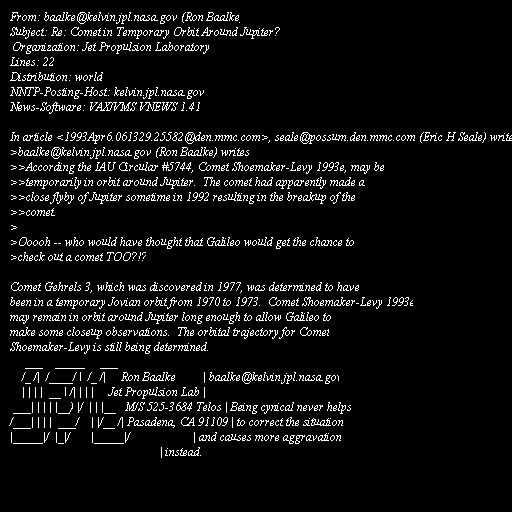 From: baalke@kelvin.jpl.nasa.gov (Ron Baalke)
Subject: Re: Comet in Temporary Orbit Around Jupiter?
Organization: Jet Propulsion Laboratory
Lines: 22
Distribution: world
NNTP-Posting-Host: kelvin.jpl.nasa.gov
News-Software: VAX/VMS VNEWS 1.41

In article <1993Apr6.061329.25582@den.mmc.com>, seale@possum.den.mmc.com (Eric H Seale) write
>baalke@kelvin.jpl.nasa.gov (Ron Baalke) writes
>>According the IAU Circular #5744, Comet Shoemaker-Levy 1993e, may be
>>temporarily in orbit around Jupiter.  The comet had apparently made a
>>close flyby of Jupiter sometime in 1992 resulting in the breakup of the
>>comet.
>
>Ooooh -- who would have thought that Galileo would get the chance to
>check out a comet TOO?!?

Comet Gehrels 3, which was discovered in 1977, was determined to have
been in a temporary Jovian orbit from 1970 to 1973.  Comet Shoemaker-Levy 1993e
may remain in orbit around Jupiter long enough to allow Galileo to
make some closeup observations.  The orbital trajectory for Comet
Shoemaker-Levy is still being determined.
     ___    _____     ___
    /_ /|  /____/ |  /_ /|     Ron Baalke         | baalke@kelvin.jpl.nasa.gov
    | | | |  __ | /| | | |     Jet Propulsion Lab |
 ___| | | | |__) |/  | | |__   M/S 525-3684 Telos | Being cynical never helps
/___| | | |  ___/    | |/__ /| Pasadena, CA 91109 | to correct the situation
|_____|/  |_|/       |_____|/                     | and causes more aggravation
                                                  | instead.